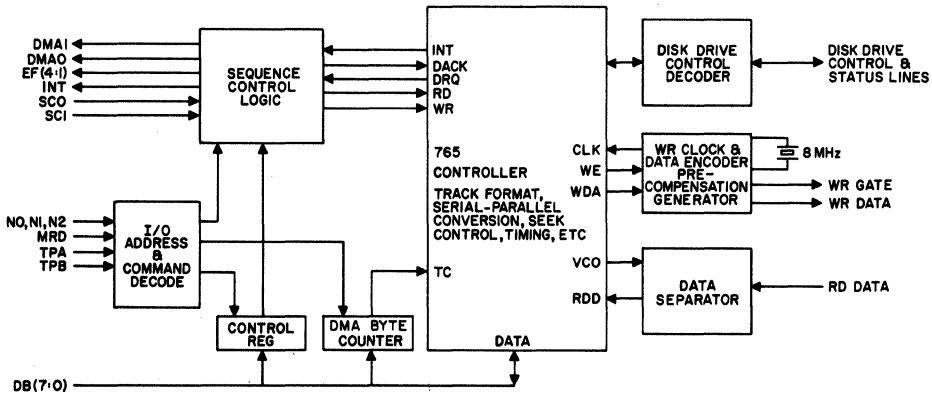 DMAI
DMAO
EF(4:1)
INT
SCO
SCI
SEQUENCE
CONTROL
LOGIC
INT
DACK
DRQ
RD
WR
765
CONTROLLER
TRACK FORMAT,
SERIAL-PARALLEL
CONVERSION, SEEK
CONTROL, TIMING, ETC
CLK
WE
WDA
VCO
RDD
TC
DATA
DISK DRIVE
CONTROL
DECODER
DISK DRIVE
CONTROL &
STATUS LINES
WR CLOCK &
DATA ENCODER
PRE-
COMPENSATION
GENERATOR
8 MHz
WR GATE
WR DATA
DATA
SEPARATOR
RD DATA
NO, NI, N2
MRD
TPA
TPB
I/O
ADDRESS
&
COMMAND
DECODE
CONTROL
REG
DMA BYTE
COUNTER
DB(7:0)